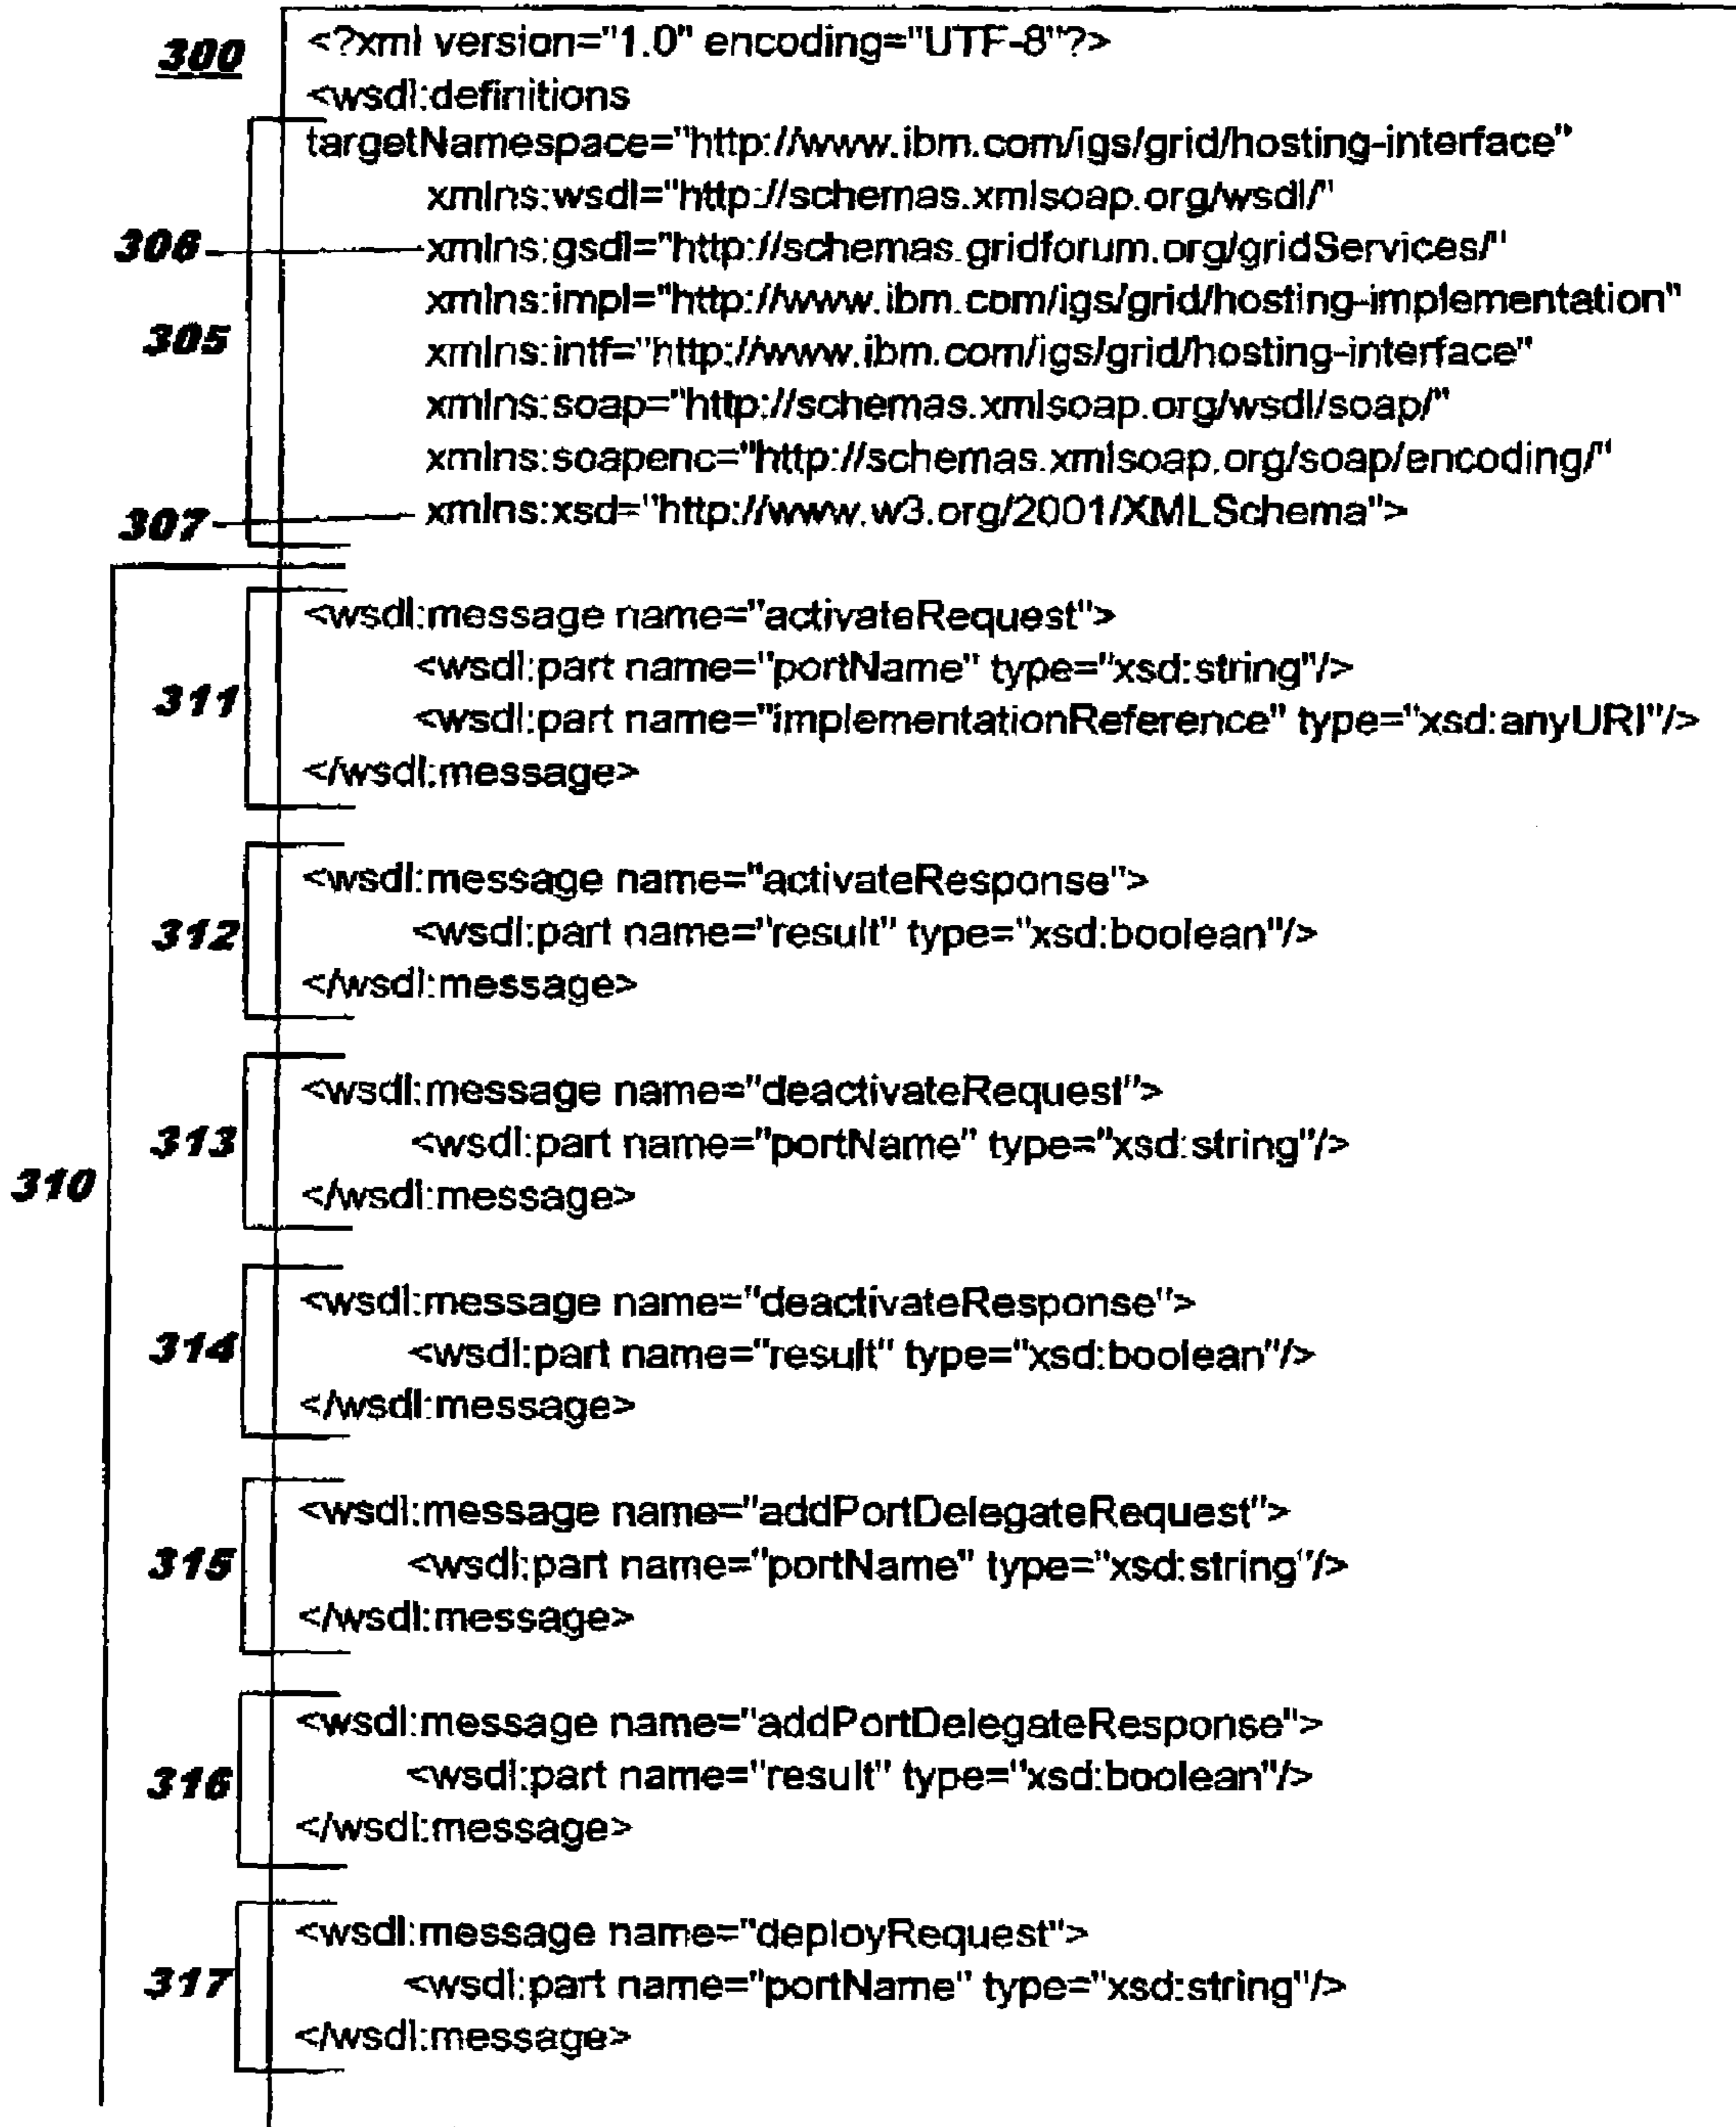 300
<?xml version="1.0" encoding="UTF-8"?>
<wsdl:definitions
targetNamespace="http://www.ibm.com/igs/grid/hosting-interface"
xmlns:wsdl="http://schemas.xmlsoap.org/wsdl/"
306 xmlns:gsdl="http://schemas.gridforum.org/gridServices/"
xmlns:impl="http://www.ibm.com/igs/grid/hosting-implementation"
305 xmlns:intf="http://www.ibm.com/igs/grid/hosting-interface"
xmlns:soap="http://schemas.xmlsoap.org/wsdl/soap/"
xmlns:soapenc="http://schemas.xmlsoap.org/soap/encoding/"
307 xmlns:xsd="http://www.w3.org/2001/XMLSchema">
310
<wsdl:message name="activateRequest">
<wsdl:part name="portName" type="xsd:string"/>
311 <wsdl:part name="implementationReference" type="xsd:anyURI"/>
</wsdl:message>
<wsdl:message name="activateResponse">
312 <wsdl:part name="result" type="xsd:boolean"/>
</wsdl:message>
<wsdl:message name="deactivateRequest">
313 <wsdl:part name="portName" type="xsd:string"/>
</wsdl:message>
<wsdl:message name="deactivateResponse">
314 <wsdl:part name="result" type="xsd:boolean"/>
</wsdl:message>
<wsdl:message name="addPortDelegateRequest">
315 <wsdl:part name="portName" type="xsd:string"/>
</wsdl:message>
<wsdl:message name="addPortDelegateResponse">
316 <wsdl:part name="result" type="xsd:boolean"/>
</wsdl:message>
<wsdl:message name="deployRequest">
317 <wsdl:part name="portName" type="xsd:string"/>
</wsdl:message>